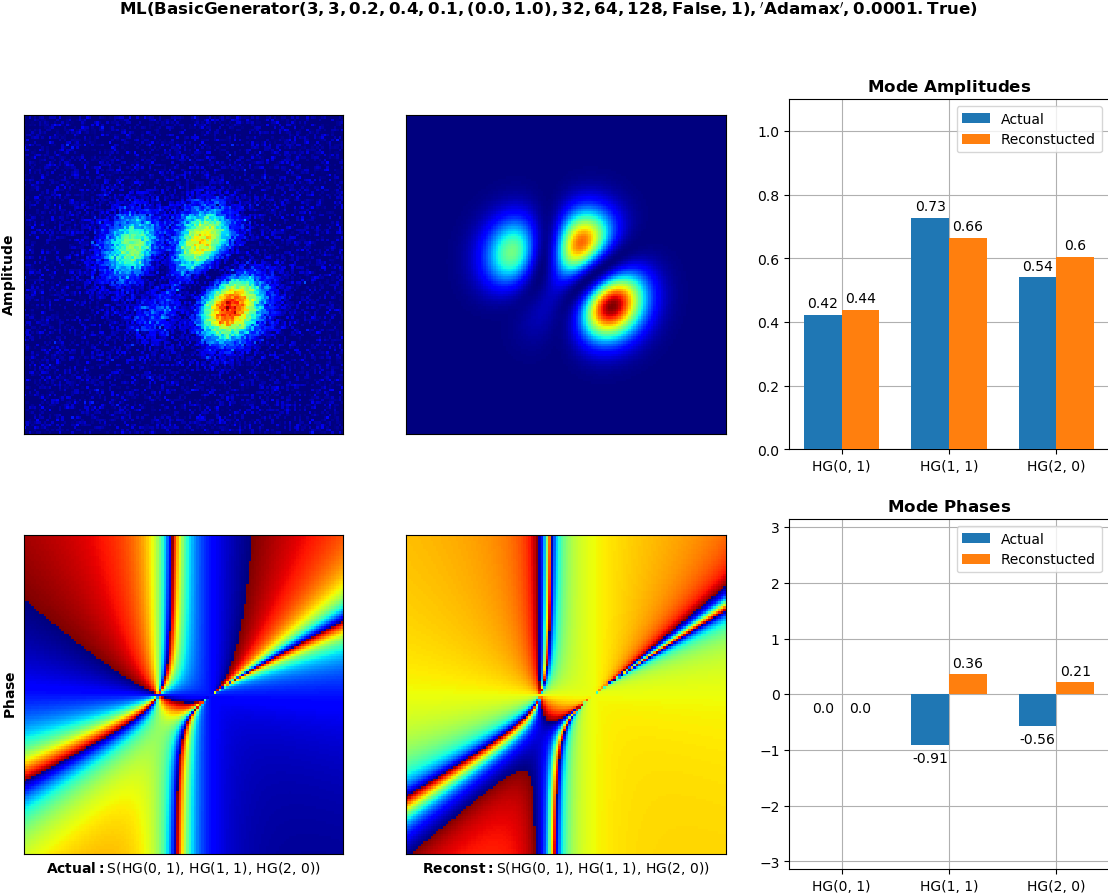 ML(BasicGenerator(3, 3, 0.2, 0.4, 0.1, (0.0, 1.0), 32, 64, 128, False, 1), ′Adamax′, 0.0001. True)
Amplitude
Mode Amplitudes
Actual
Reconstucted
1.0
0.8
0.6
0.4
0.2
0.0
0.42
0.44
0.73
0.66
0.54
0.6
HG(0, 1)
HG(1, 1)
HG(2, 0)
Phase
Actual: S(HG(0, 1), HG(1, 1), HG(2, 0))
Reconst: S(HG(0, 1), HG(1, 1), HG(2, 0))
Mode Phases
Actual
Reconstucted
3
2
1
0
−1
−2
−3
0.0
0.0
-0.91
0.36
-0.56
0.21
HG(0, 1)
HG(1, 1)
HG(2, 0)